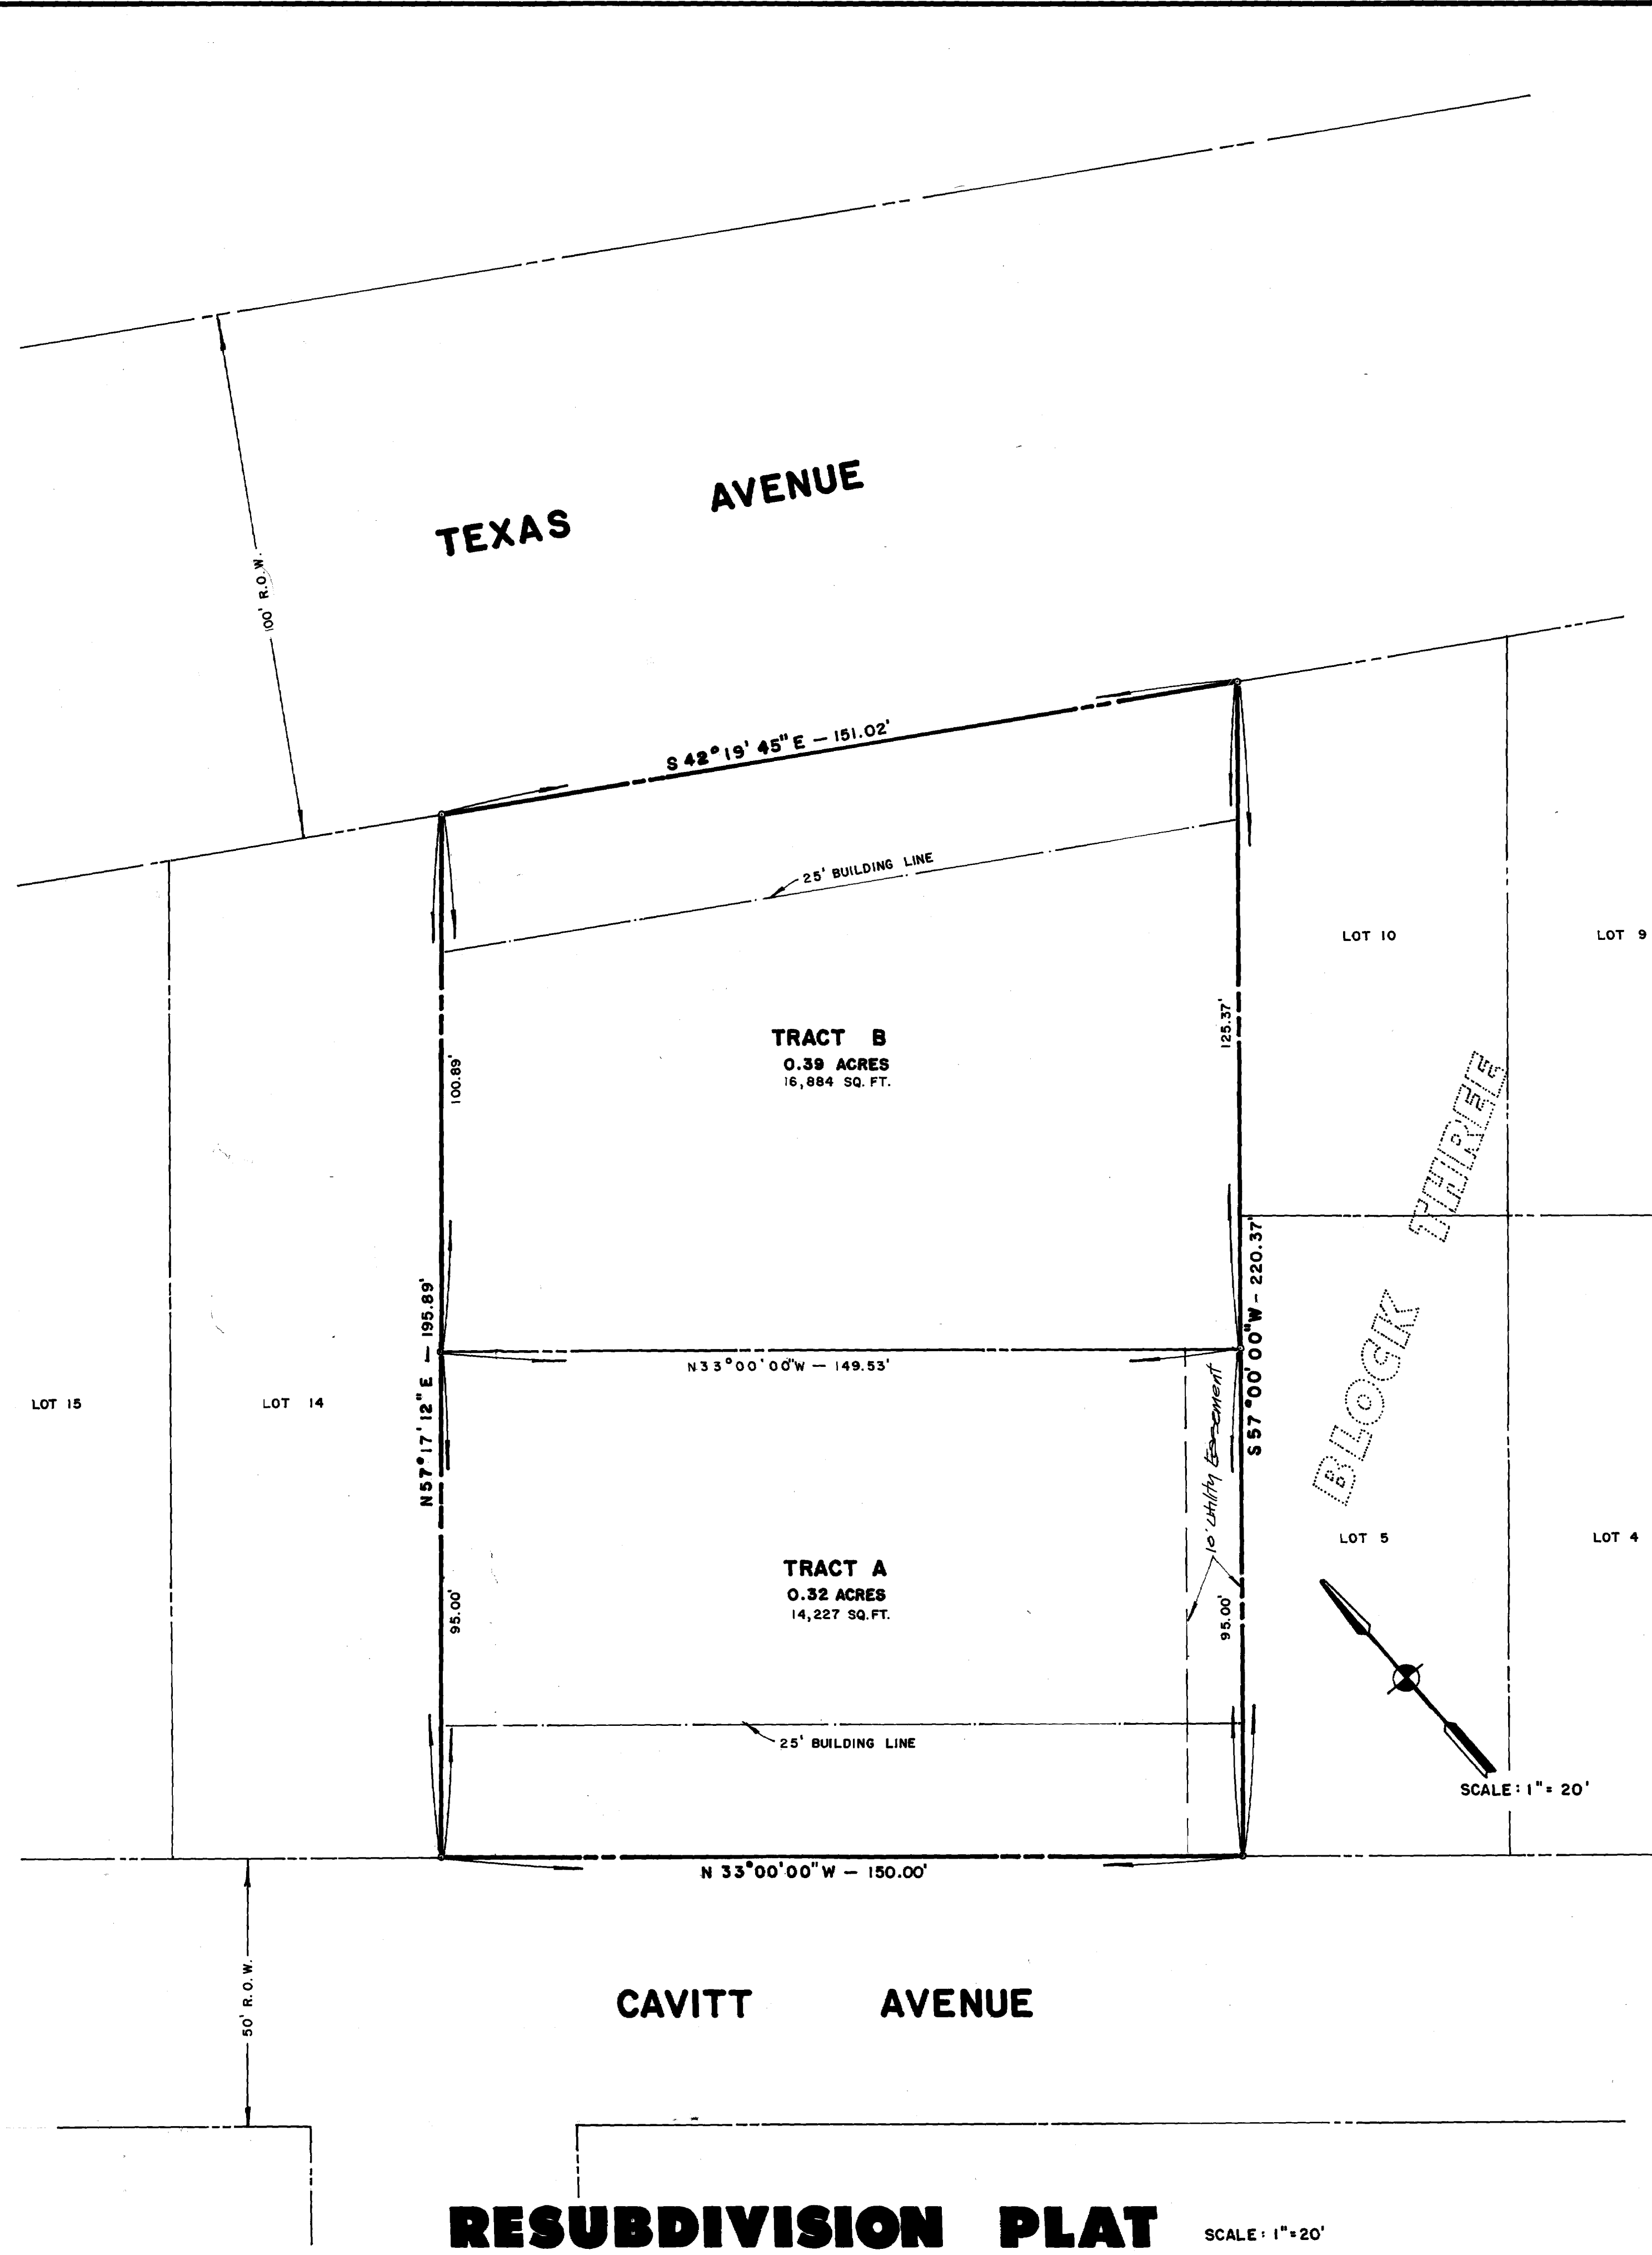 TEXAS AVENUE
100' R.O.W.
S 42° 19' 45" E — 151.02'
25' BUILDING LINE
LOT 10
LOT 9
TRACT B
0.39 ACRES
16,884 SQ. FT.
100.89'
125.37'
BLOCK THREE
N 57° 17' 12" E — 195.89'
S 57° 00' 00" W - 220.37'
N 33° 00' 00" W — 149.53'
LOT 15
LOT 14
10' Utility Easement
LOT 5
LOT 4
TRACT A
0.32 ACRES
14,227 SQ. FT.
95.00'
95.00'
25' BUILDING LINE
SCALE: 1" = 20'
N 33° 00' 00" W — 150.00'
50' R.O.W.
CAVITT AVENUE
RESUBDIVISION PLAT
SCALE: 1" = 20'